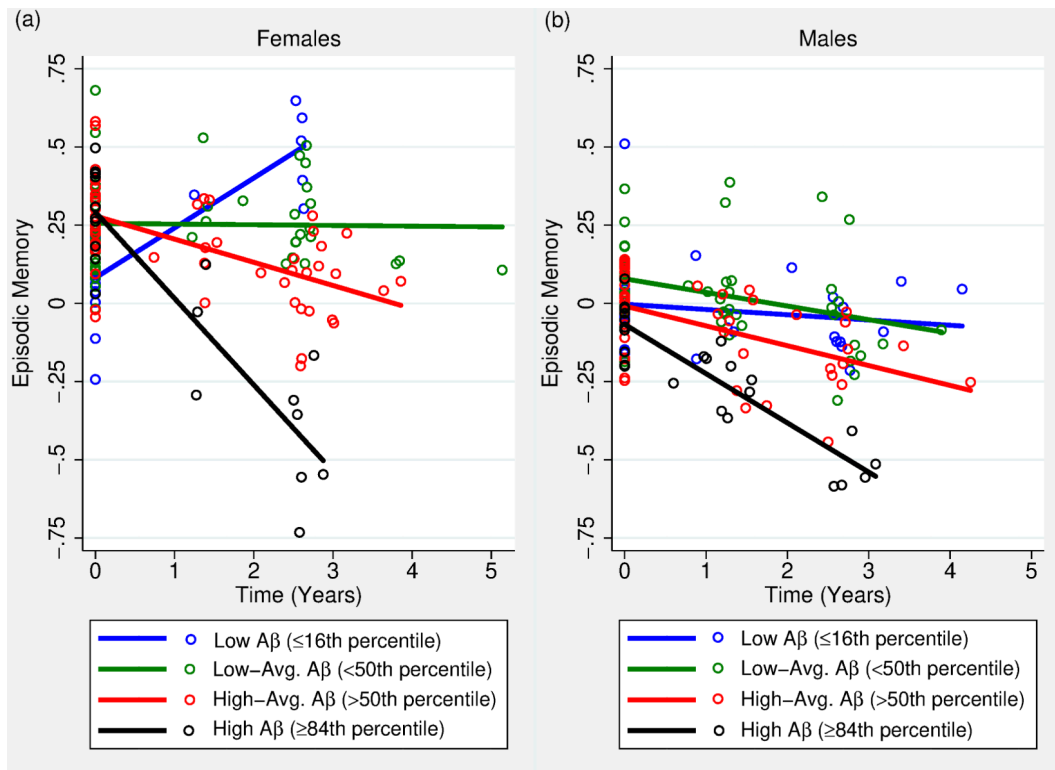 (a)
Females
Episodic Memory
.75
.5
.25
0
−.25
−.5
−.75
0 1 2 3 4 5
Time (Years)
Low Aβ (≤16th percentile)
Low−Avg. Aβ (<50th percentile)
High−Avg. Aβ (>50th percentile)
High Aβ (≥84th percentile)
(b)
Males
Episodic Memory
.75
.5
.25
0
−.25
−.5
−.75
0 1 2 3 4 5
Time (Years)
Low Aβ (≤16th percentile)
Low−Avg. Aβ (<50th percentile)
High−Avg. Aβ (>50th percentile)
High Aβ (≥84th percentile)